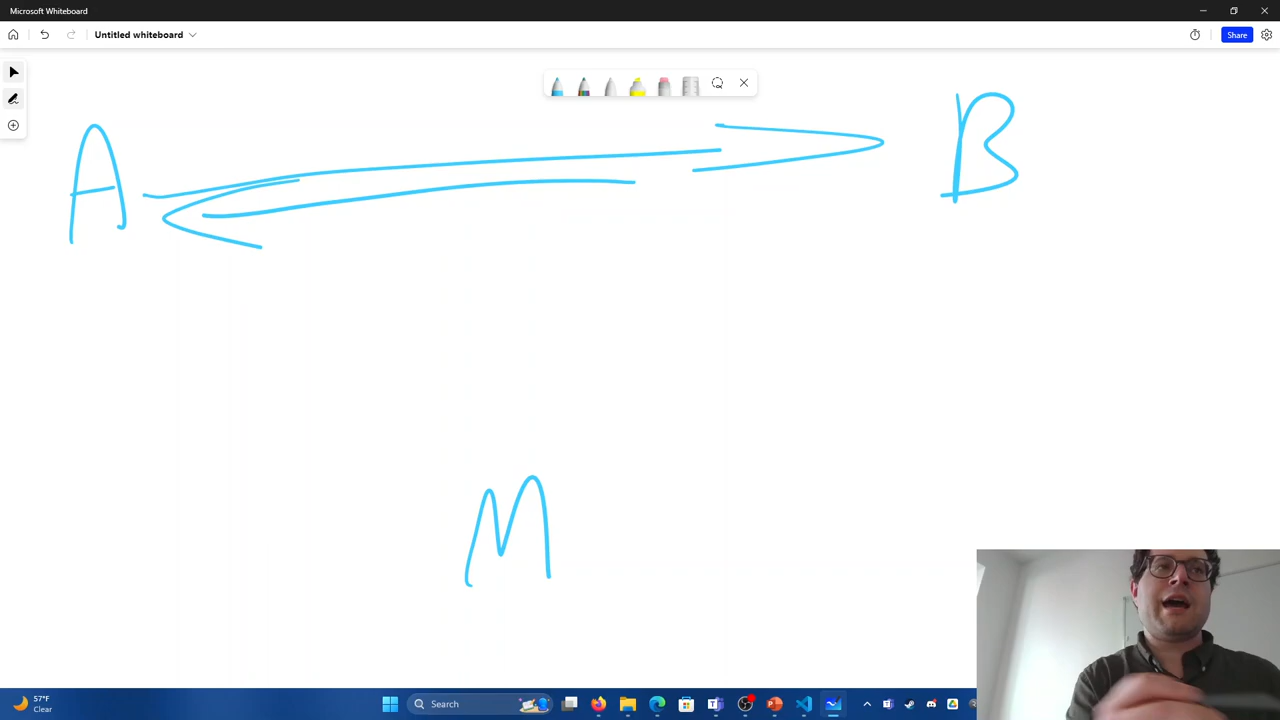 Microsoft Whiteboard
Untitled whiteboard
Share
A
B
M
57°F
Clear
Search